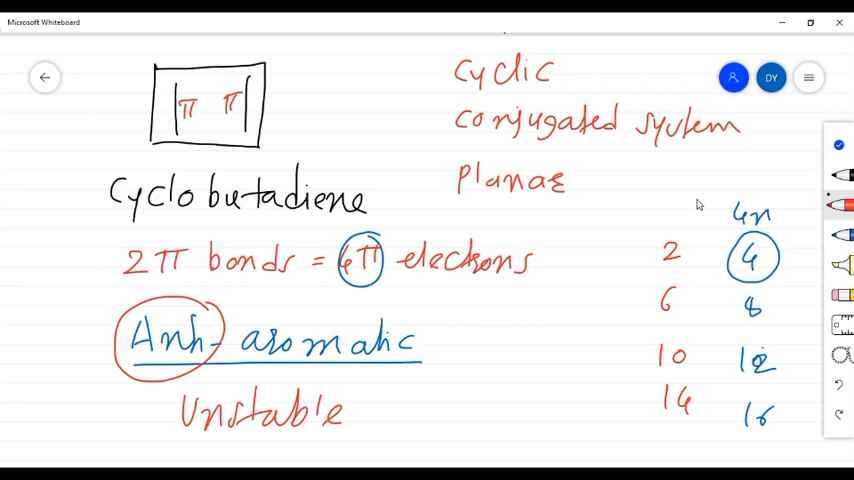 Microsoft Whiteboard
DY
π π
Cyclobutadiene
2π bonds = 4π electrons
Anti-aromatic
Unstable
Cyclic
conjugated system
Planar
4n
2 4
6 8
10 12
14 16